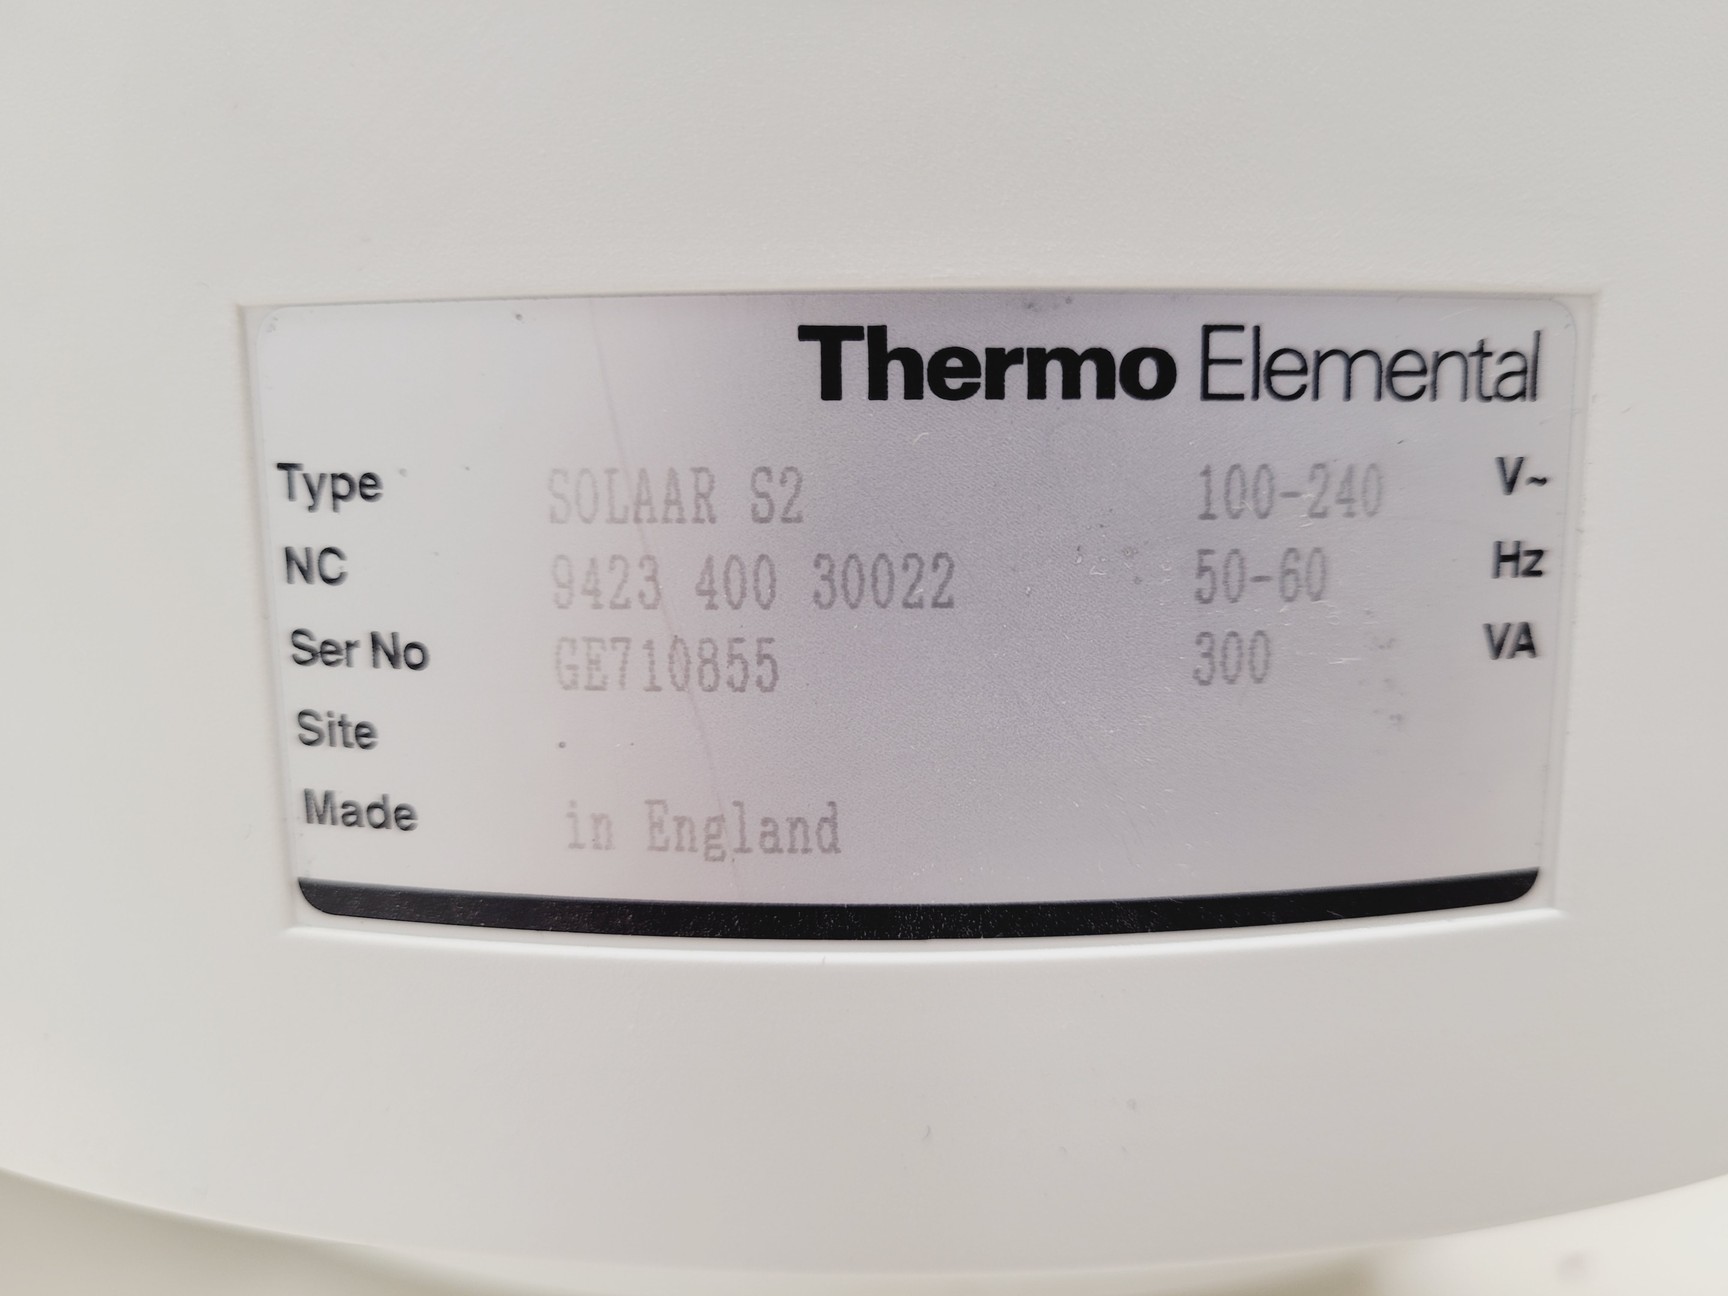 Thermo Elemental
Type SOLAAR S2 100-240 V~
NC 9423 400 30022 50-60 Hz
Ser No GE710855 300 VA
Site .
Made in England